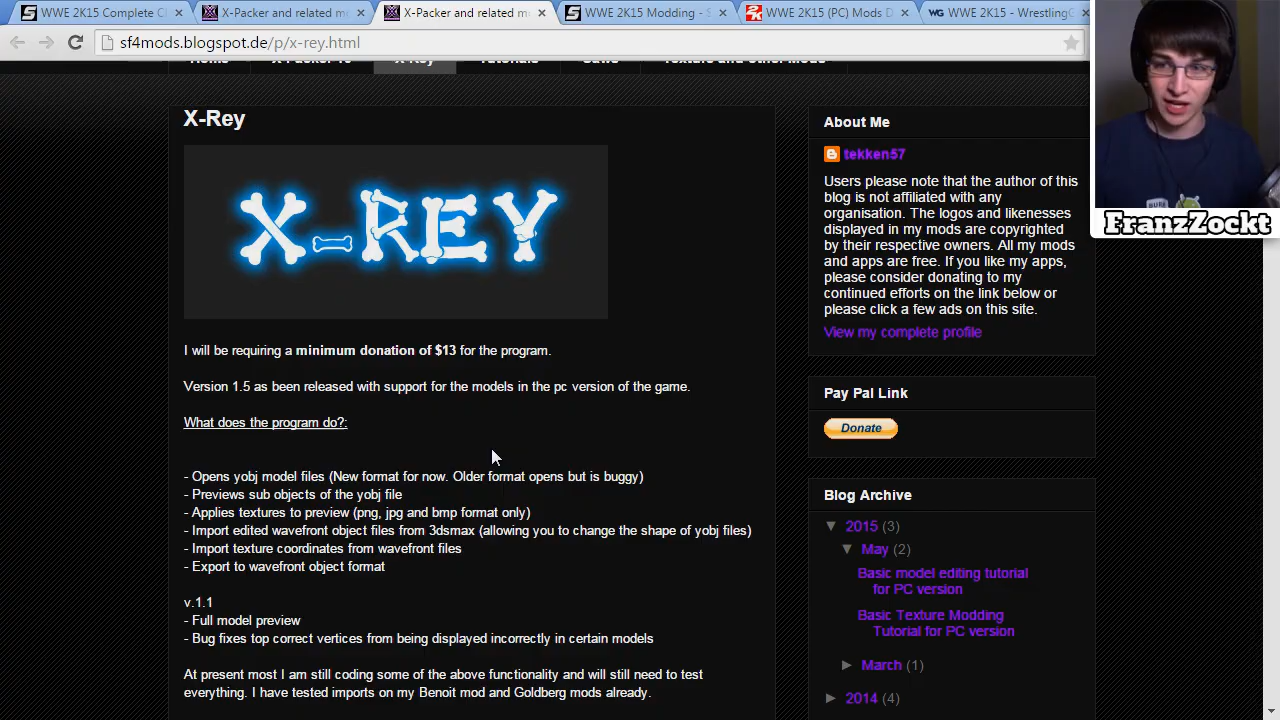 WWE 2K15 Complete C
X-Packer and related m
X-Packer and related m
WWE 2K15 Modding - S
WWE 2K15 (PC) Mods D
WWE 2K15 - Wrestling
sf4mods.blogspot.de/p/x-rey.html
Home
X-Packer 10
X-Rey
Tutorials
Saws
Texture and other Mods
X-Rey
X-REY
I will be requiring a minimum donation of $13 for the program.
Version 1.5 as been released with support for the models in the pc version of the game.
What does the program do?:
- Opens yobj model files (New format for now. Older format opens but is buggy)
- Previews sub objects of the yobj file
- Applies textures to preview (png, jpg and bmp format only)
- Import edited wavefront object files from 3dsmax (allowing you to change the shape of yobj files)
- Import texture coordinates from wavefront files
- Export to wavefront object format
v.1.1
- Full model preview
- Bug fixes top correct vertices from being displayed incorrectly in certain models
At present most I am still coding some of the above functionality and will still need to test
everything. I have tested imports on my Benoit mod and Goldberg mods already.
About Me
tekken57
Users please note that the author of this
blog is not affiliated with any
organisation. The logos and likenesses
displayed in my mods are copyrighted
by their respective owners. All my mods
and apps are free. If you like my apps,
please consider donating to my
continued efforts on the link below or
please click a few ads on this site.
View my complete profile
Pay Pal Link
Donate
Blog Archive
▼ 2015 (3)
▼ May (2)
Basic model editing tutorial
for PC version
Basic Texture Modding
Tutorial for PC version
► March (1)
► 2014 (4)
FranzZockt